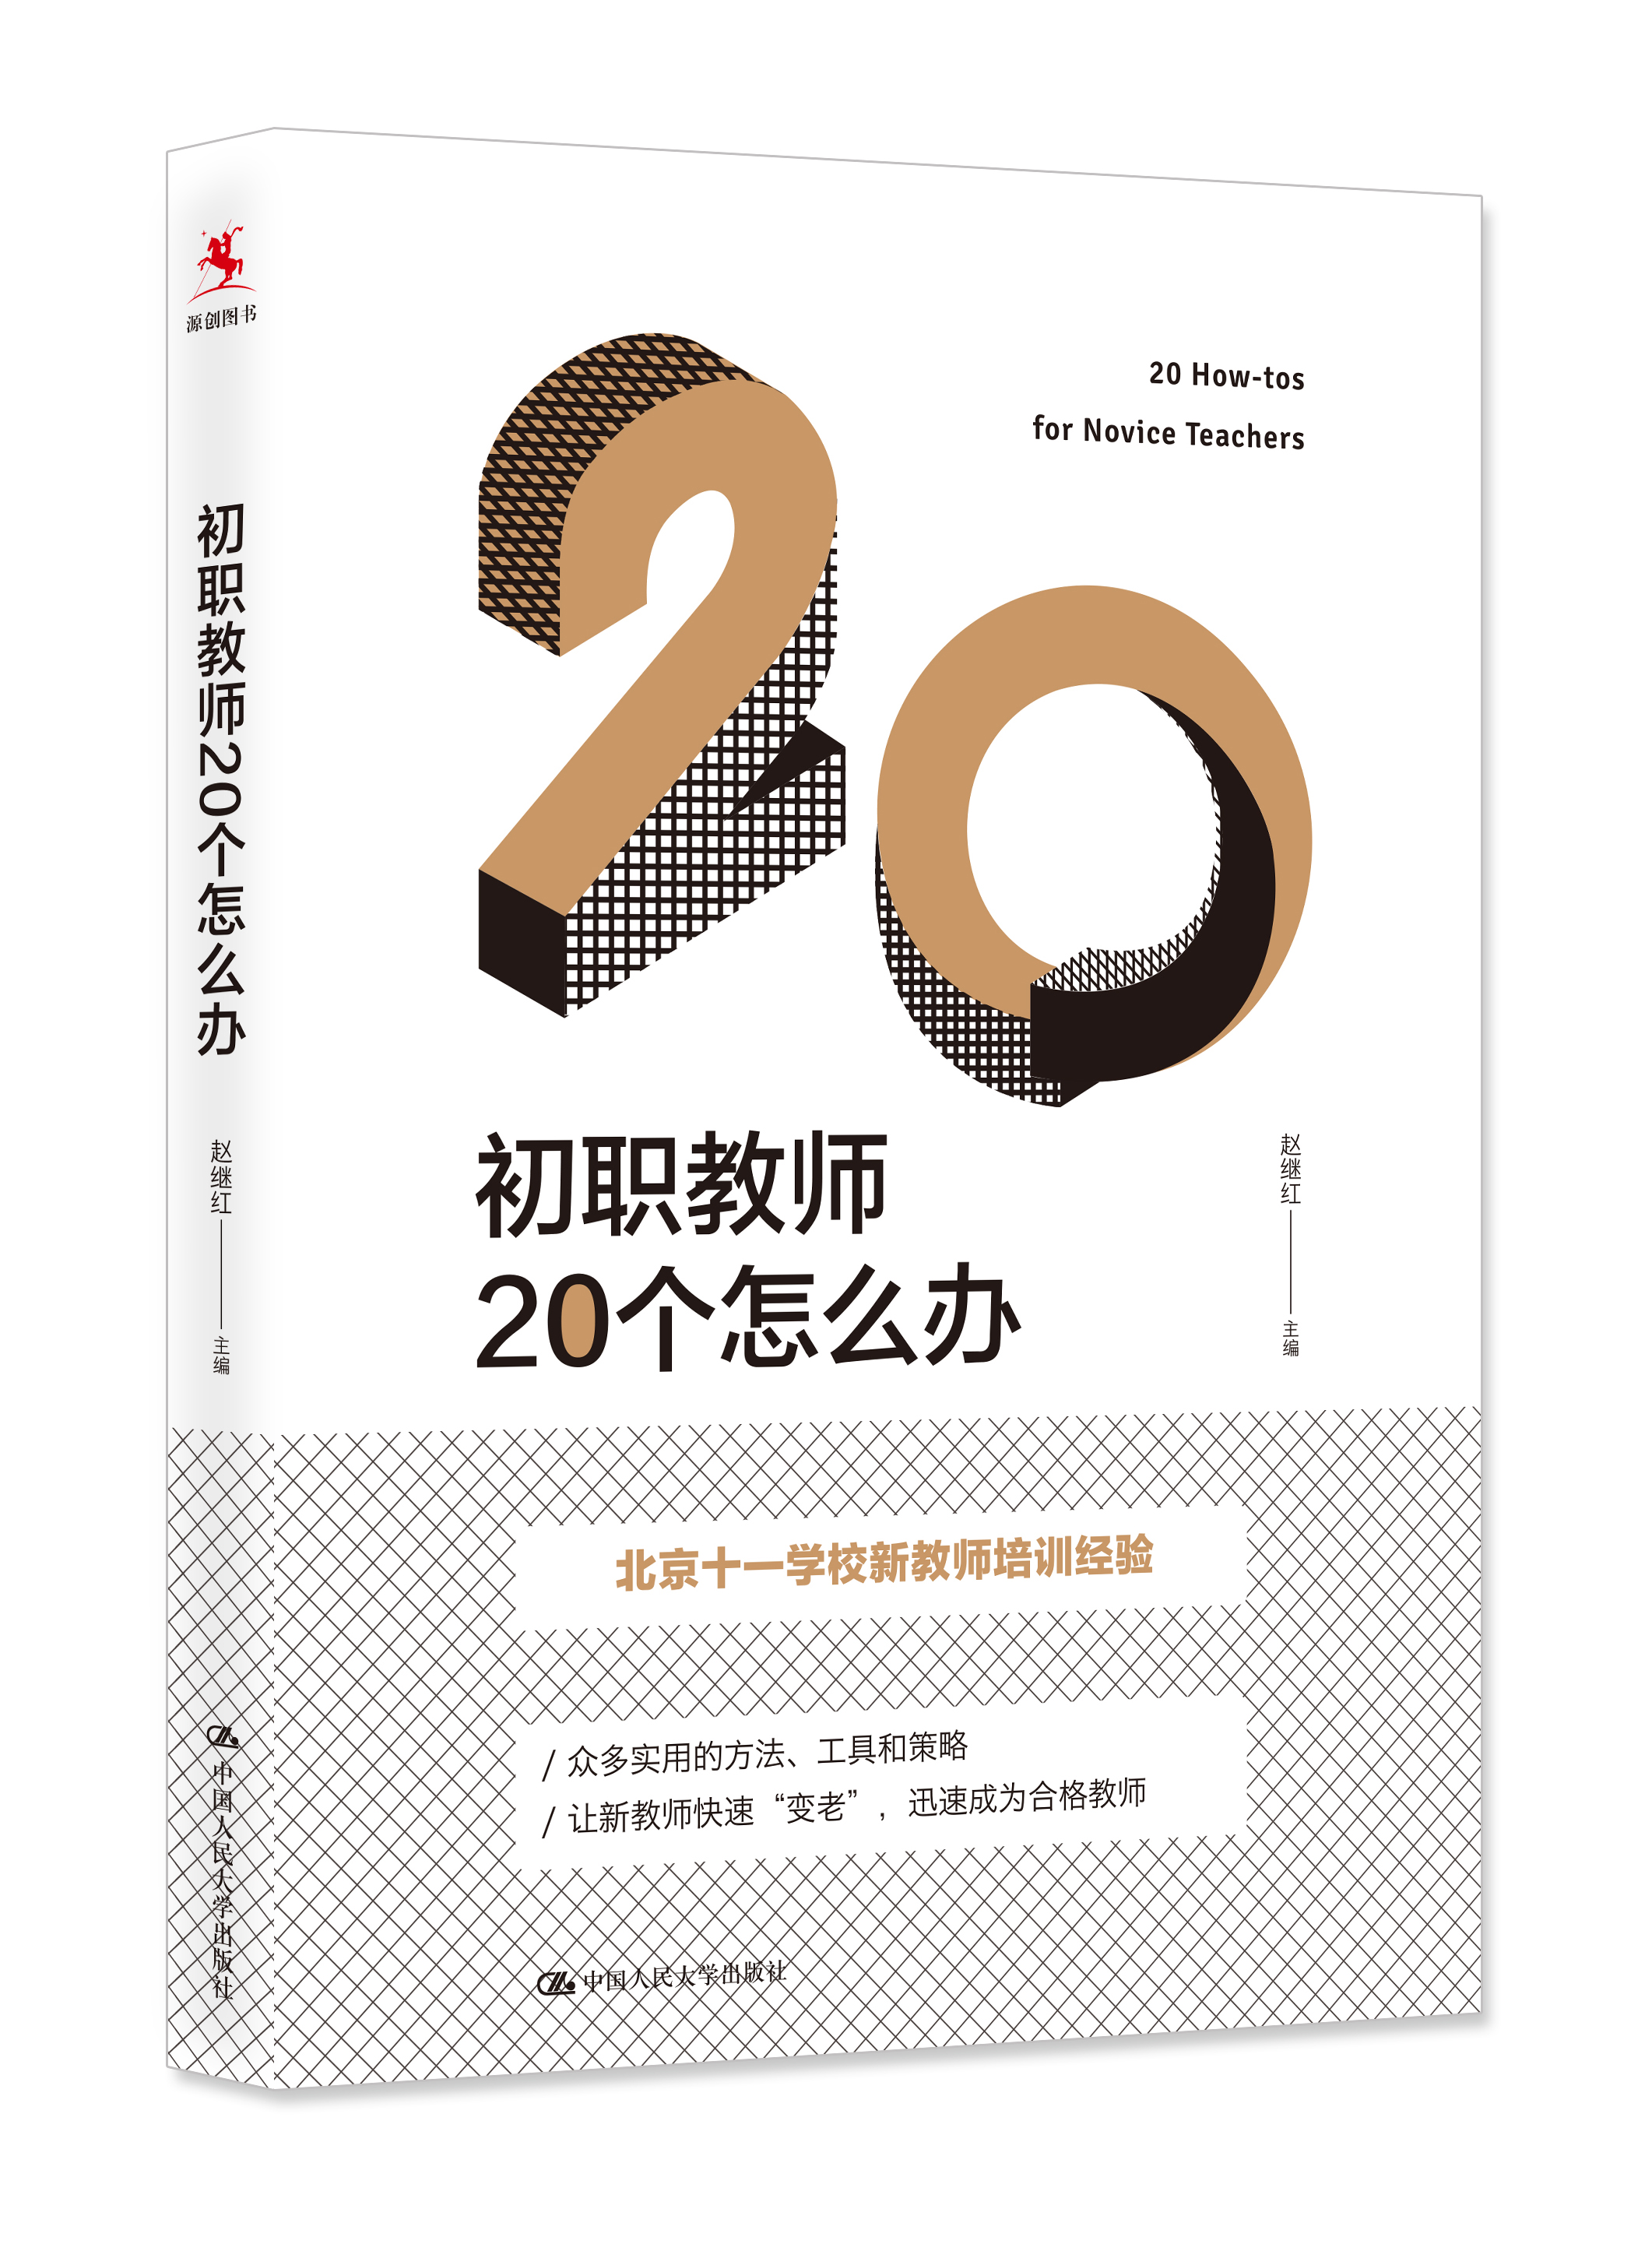 源创图书
初职教师20个怎么办
赵继红
主编
中国人民大学出版社
20
20 How-tos
for Novice Teachers
初职教师
20个怎么办
赵继红
主编
北京十一学校新教师培训经验
/ 众多实用的方法、工具和策略
/ 让新教师快速“变老”，迅速成为合格教师
中国人民大学出版社